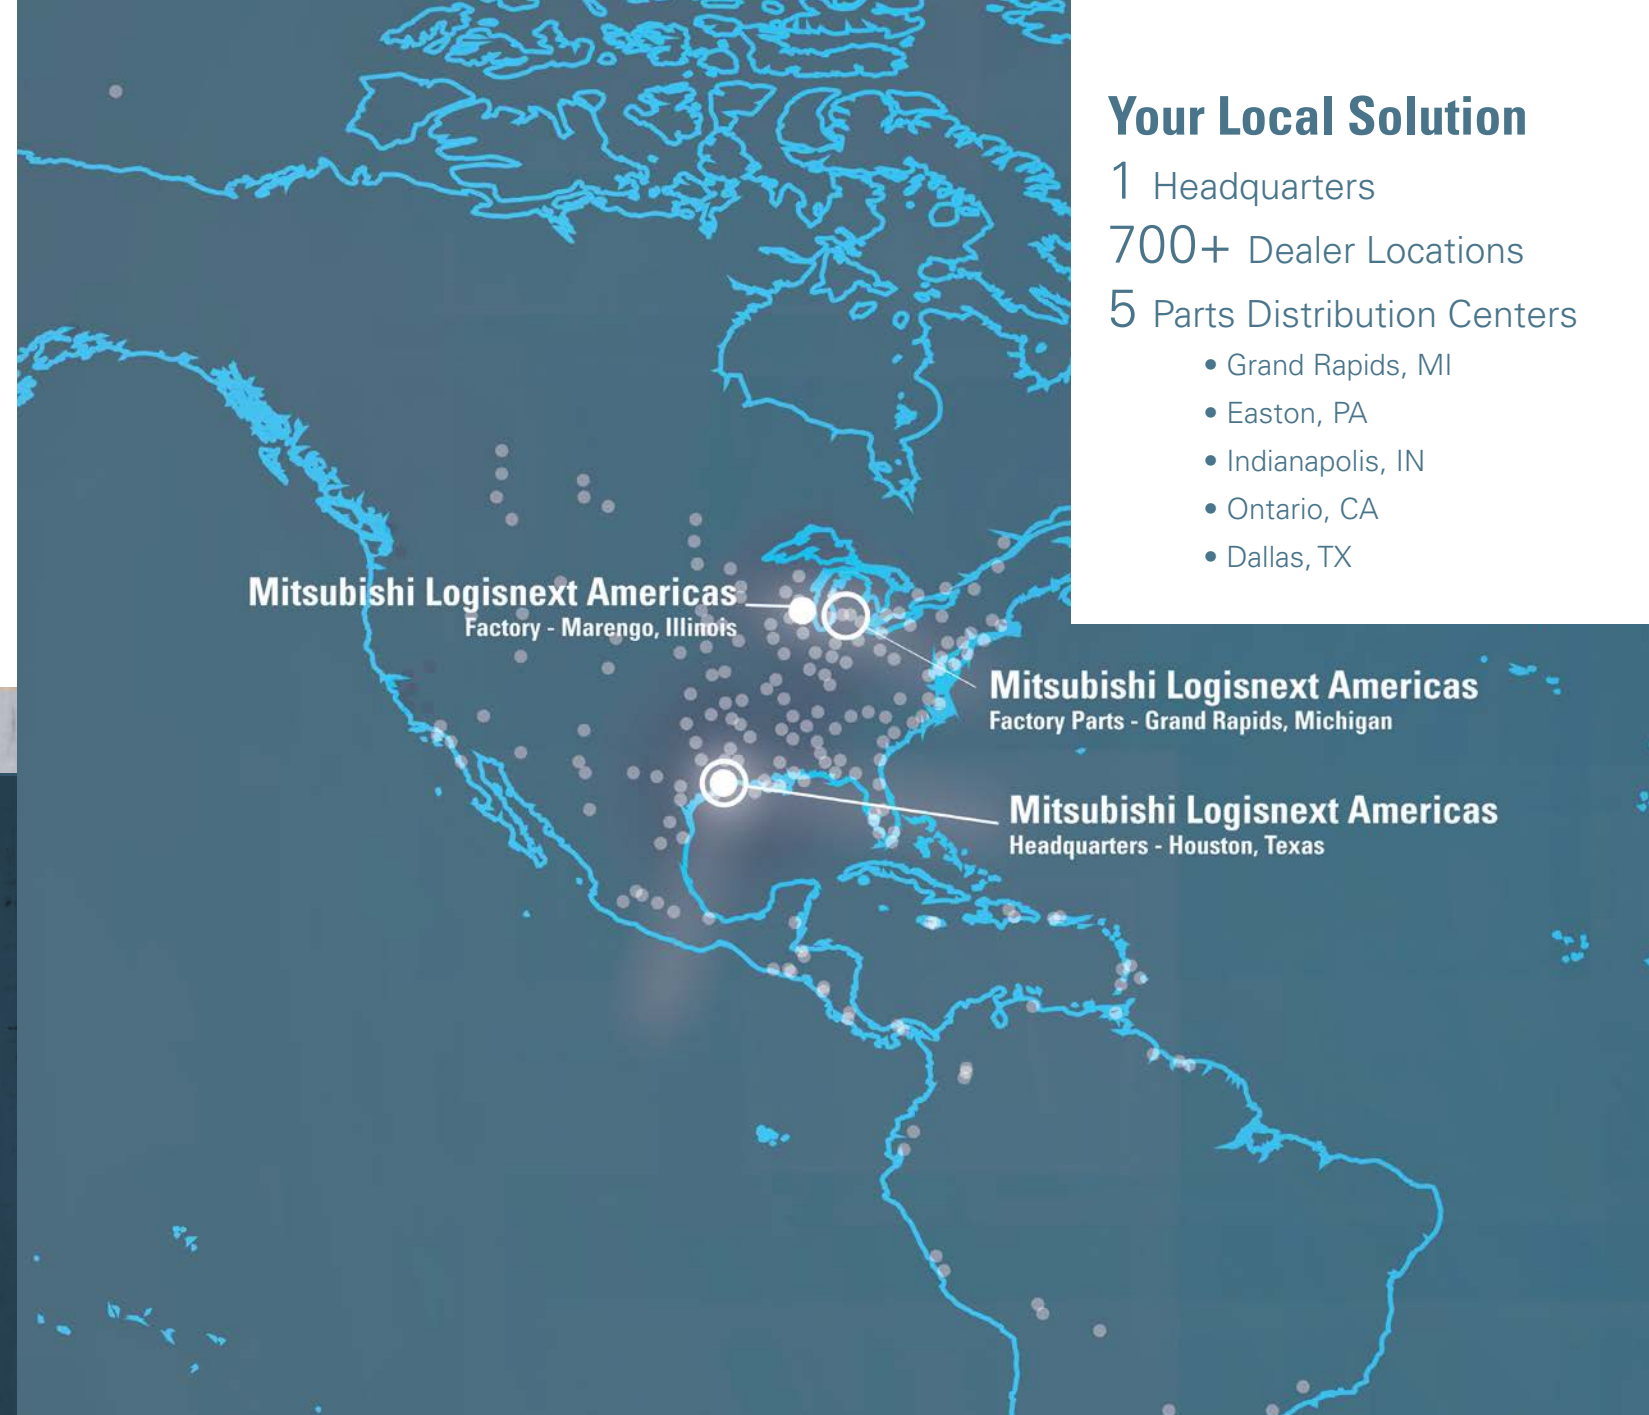 Your Local Solution
1 Headquarters
700+ Dealer Locations
5 Parts Distribution Centers
• Grand Rapids, MI
• Easton, PA
• Indianapolis, IN
• Ontario, CA
• Dallas, TX
Mitsubishi Logisnext Americas
Factory - Marengo, Illinois
Mitsubishi Logisnext Americas
Factory Parts - Grand Rapids, Michigan
Mitsubishi Logisnext Americas
Headquarters - Houston, Texas